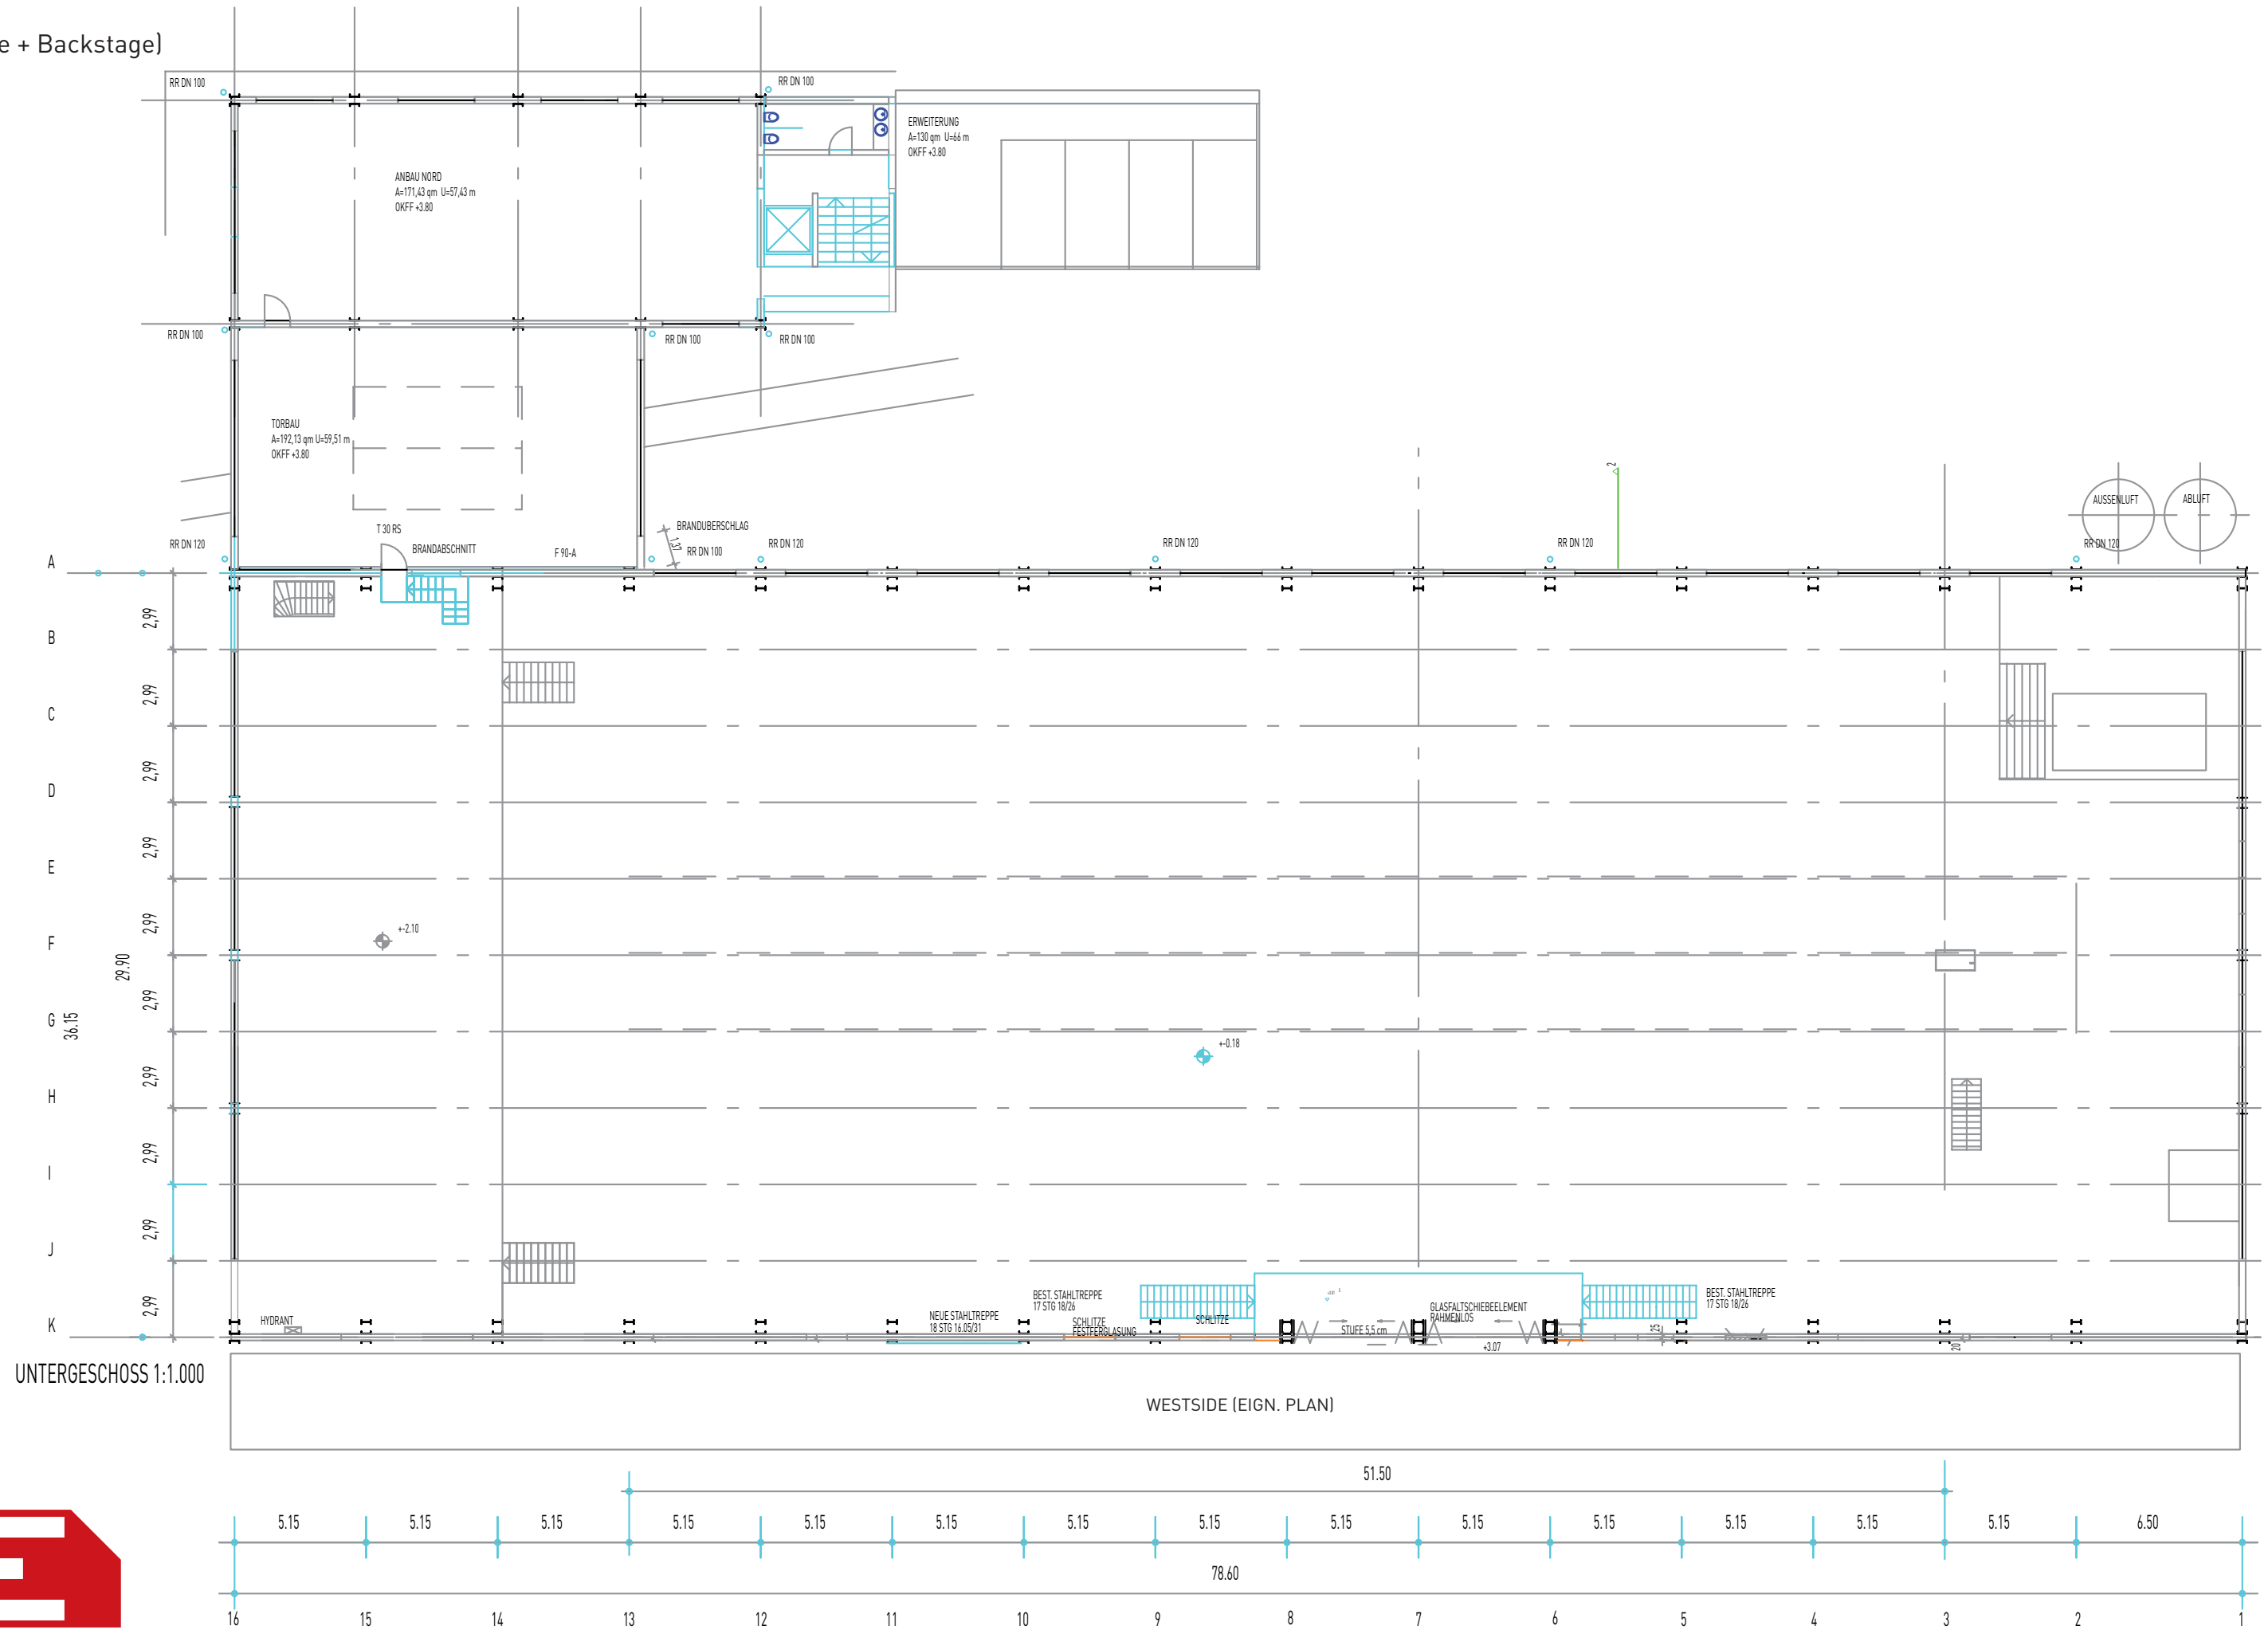 e + Backstage)
RR DN 100
RR DN 100
ERWEITERUNG
A=130 qm U=66 m
OKFF +3.80
ANBAU NORD
A=171,43 qm U=57,43 m
OKFF +3.80
RR DN 100
RR DN 100
RR DN 100
TORBAU
A=192,13 qm U=59,51 m
OKFF +3.80
2
AUSSENLUFT
ABLUFT
T 30 RS
BRANDABSCHNITT
F 90-A
BRANDUBERSCHLAG
1.37
RR DN 120
RR DN 100
RR DN 120
RR DN 120
RR DN 120
RR DN 120
A
2,99
B
2,99
C
2,99
D
2,99
E
2,99
F
2,99
G
2,99
H
2,99
I
2,99
J
2,99
K
29.90
36.15
+-2.10
+-0.18
HYDRANT
NEUE STAHLTREPPE
18 STG 16.05/31
BEST. STAHLTREPPE
17 STG 18/26
SCHLITZE
FESTFERGLASUNG
SCHLITZE
STUFE 5,5 cm
GLASFALTSCHIEBEELEMENT
RAHMENLOS
+3.07
BEST. STAHLTREPPE
17 STG 18/26
25
20
UNTERGESCHOSS 1:1.000
WESTSIDE (EIGN. PLAN)
51.50
5.15
5.15
5.15
5.15
5.15
5.15
5.15
5.15
5.15
5.15
5.15
5.15
5.15
5.15
6.50
78.60
16
15
14
13
12
11
10
9
8
7
6
5
4
3
2
1